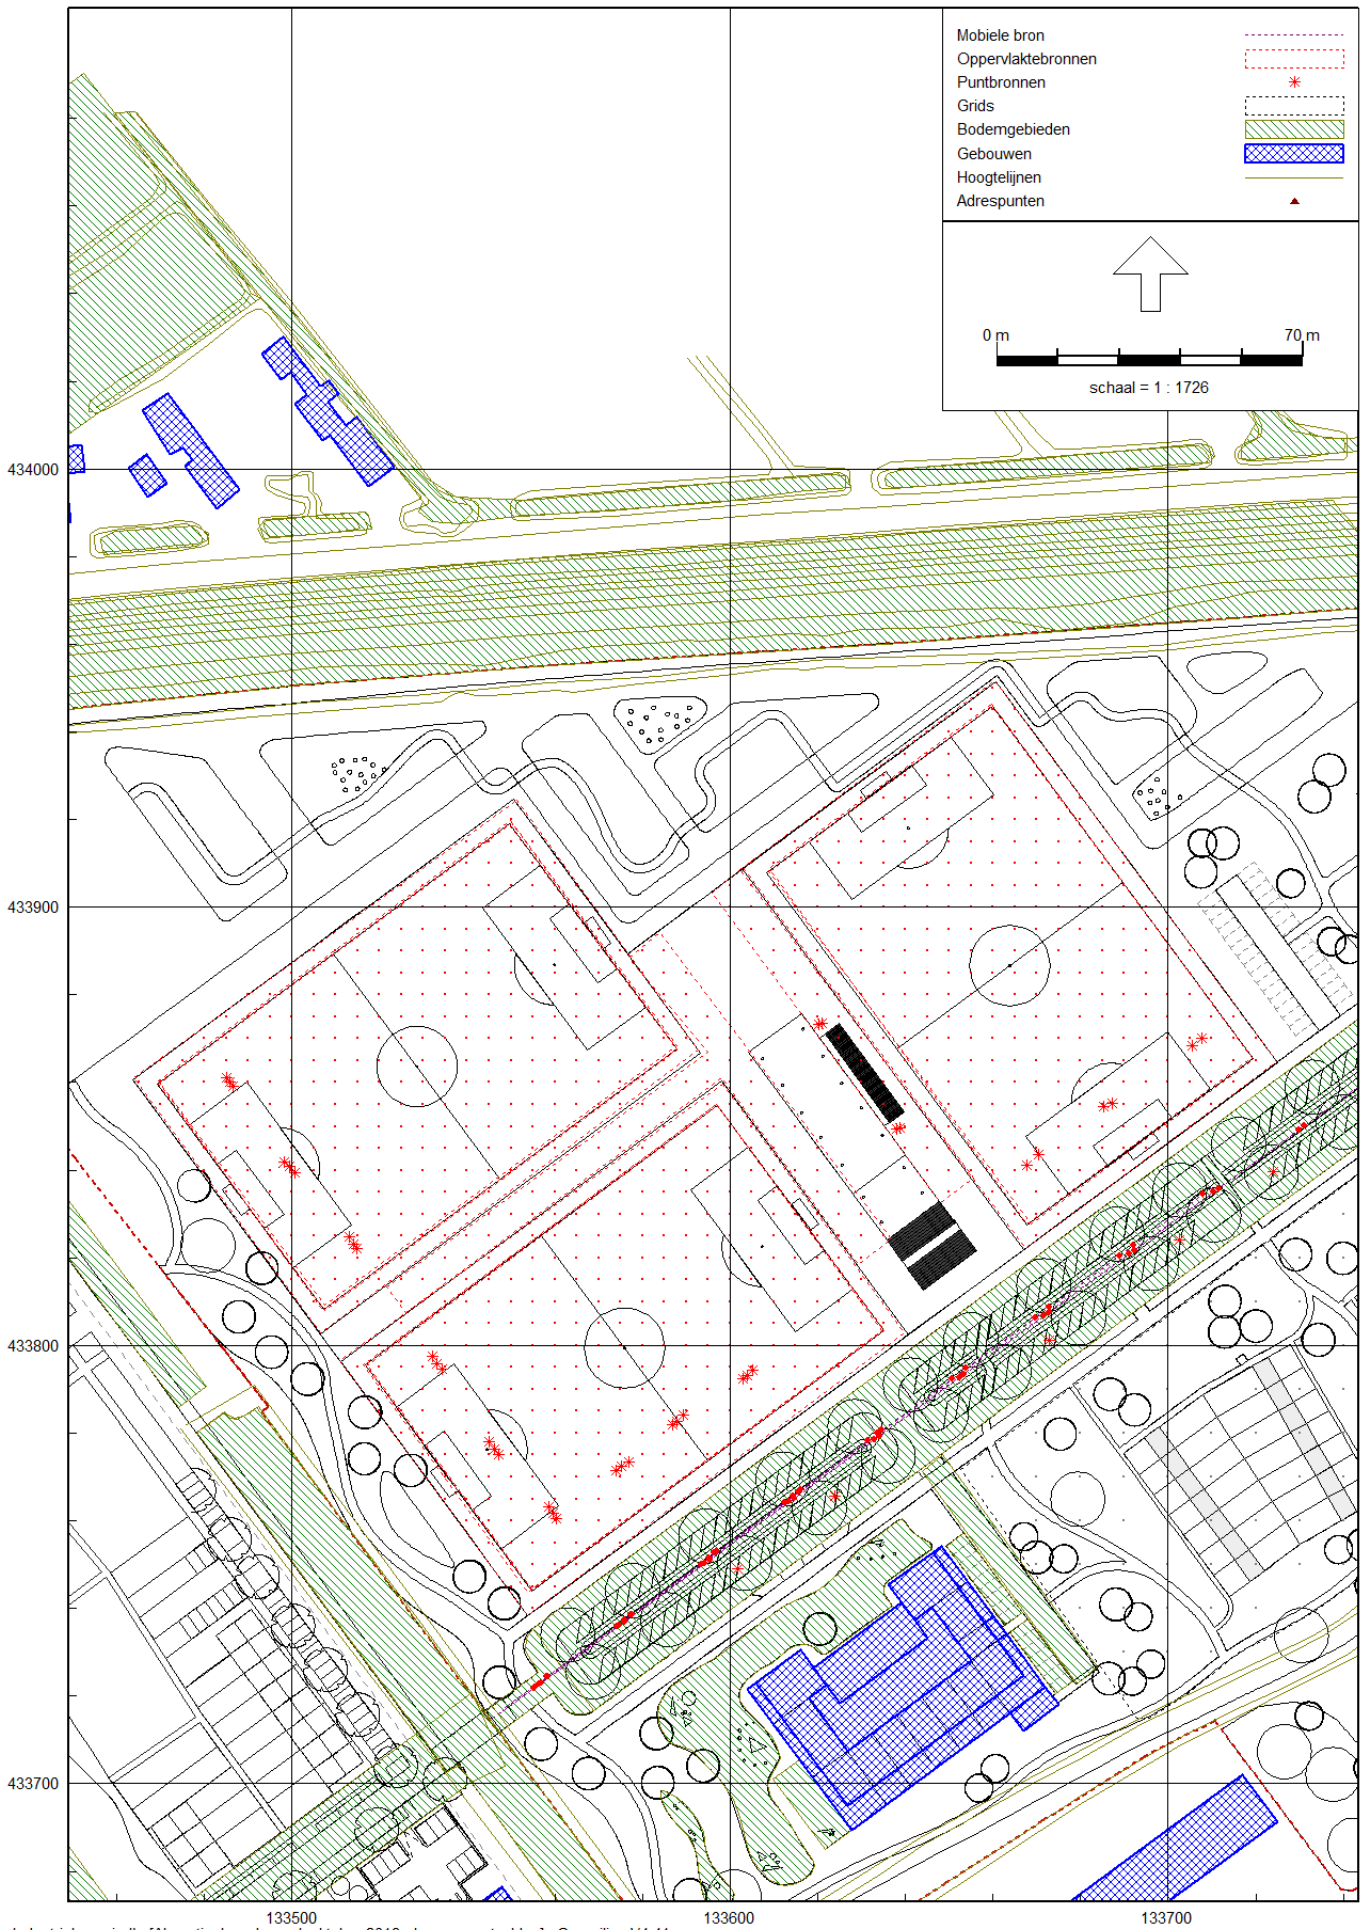 Mobiele bron
Oppervlaktebronnen
Puntbronnen
Grids
Bodemgebieden
Gebouwen
Hoogtelijnen
Adrespunten
0 m 70 m
schaal = 1 : 1726
434000
433900
433800
433700
133500 133600 133700